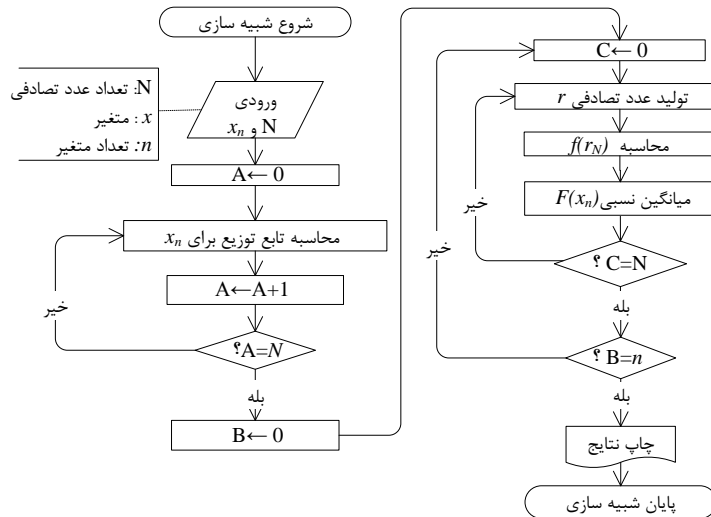 شروع شبیه سازی
ورودی
N و xn
N: تعداد عدد تصادفی
x : متغیر
n: تعداد متغیر
A←0
محاسبه تابع توزیع برای xn
A←A+1
A=N؟
خیر
بله
B←0
C←0
تولید عدد تصادفی r
محاسبه f(rN)
میانگین نسبی F(xn)
C=N ؟
خیر
بله
B=n ؟
خیر
بله
چاپ نتایج
پایان شبیه سازی